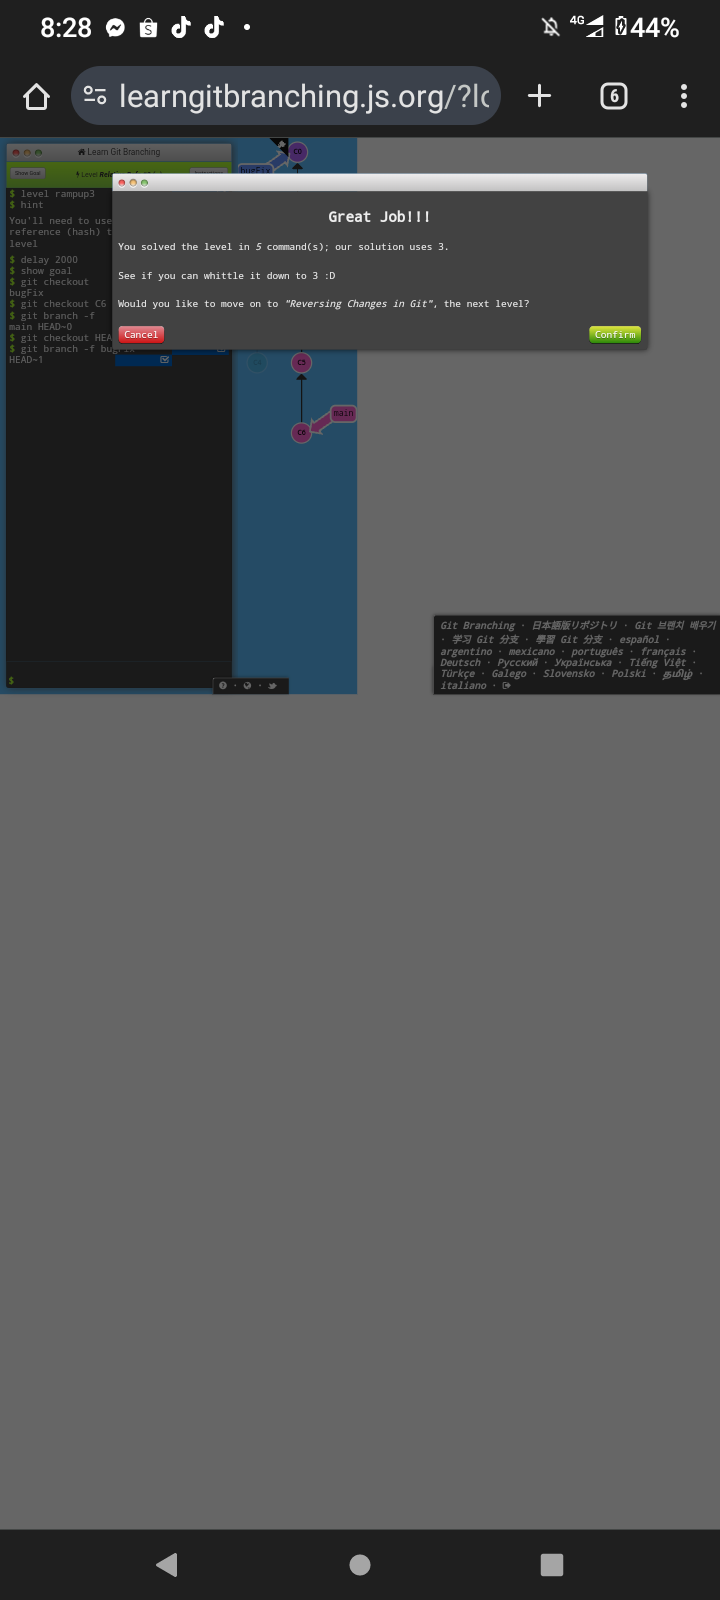 8:28
4G 44%
learngitbranching.js.org/?lo
6
Learn Git Branching
Show Goal
Level
$ level rampup3
$ hint
You'll need to use
reference (hash) t
level
$ delay 2000
$ show goal
$ git checkout
bugFix
$ git checkout C6
$ git branch -f
main HEAD~0
$ git checkout HEA
$ git branch -f bugFix
HEAD~1
$
C0
bugFix
Great Job!!!
You solved the level in 5 command(s); our solution uses 3.
See if you can whittle it down to 3 :D
Would you like to move on to "Reversing Changes in Git", the next level?
Cancel
Confirm
C5
main
C6
Git Branching · 日本語版リポジトリ · Git 브랜치 배우기
· 学习 Git 分支 · 學習 Git 分支 · español ·
argentino · mexicano · português · français ·
Deutsch · Русский · Українська · Tiếng Việt ·
Türkçe · Galego · Slovensko · Polski · தமிழ் ·
italiano ·